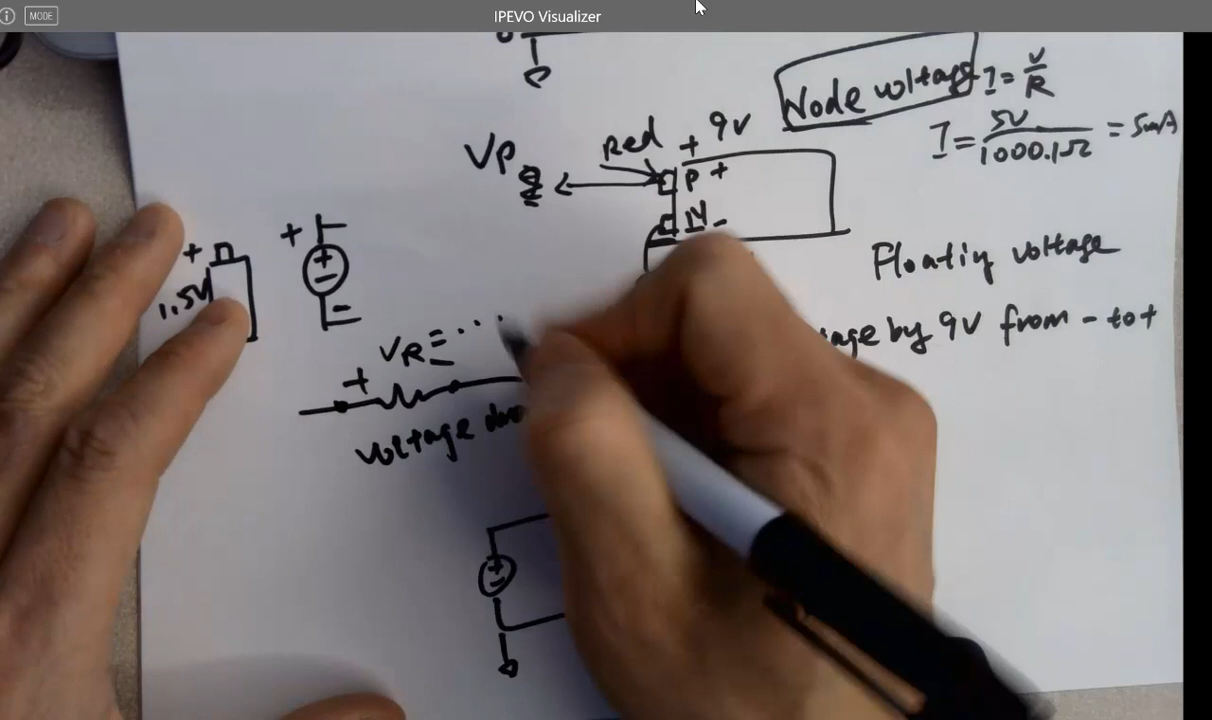 MODE
IPEVO Visualizer
Node voltage
I = V/R
I = 5V/1000.1Ω = 5mA
+ 9V
Red
VP
P +
-
Floating voltage
+
+
-
+
-
+
1.5V
age by 9V from - to +
VR = ...
+
voltage
+
-